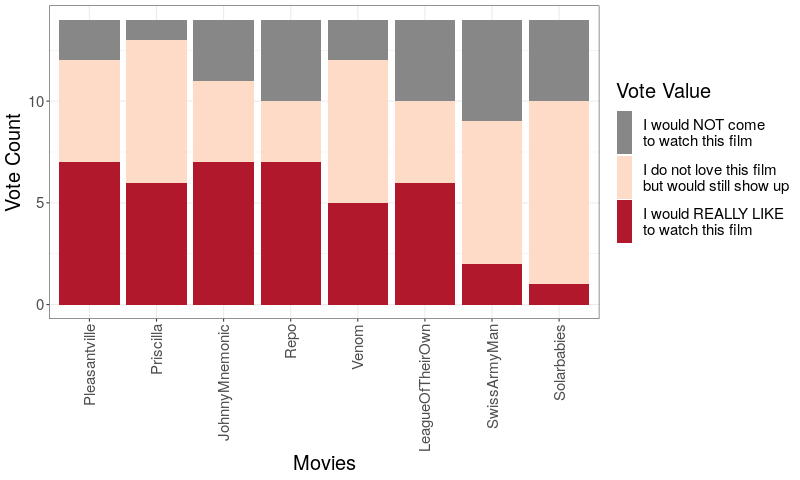 Vote Count
10
5
0
Pleasantville
Priscilla
JohnnyMnemonic
Repo
Venom
LeagueOfTheirOwn
SwissArmyMan
Solarbabies
Movies
Vote Value
I would NOT come
to watch this film
I do not love this film
but would still show up
I would REALLY LIKE
to watch this film